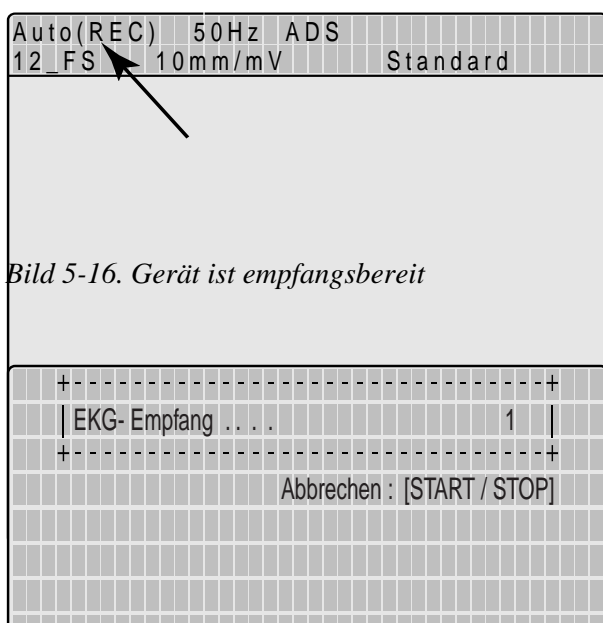 Auto(REC) 50Hz ADS
12_FS 10mm/mV Standard
Bild 5-16. Gerät ist empfangsbereit
EKG- Empfang . . . . 1
Abbrechen : [START / STOP]